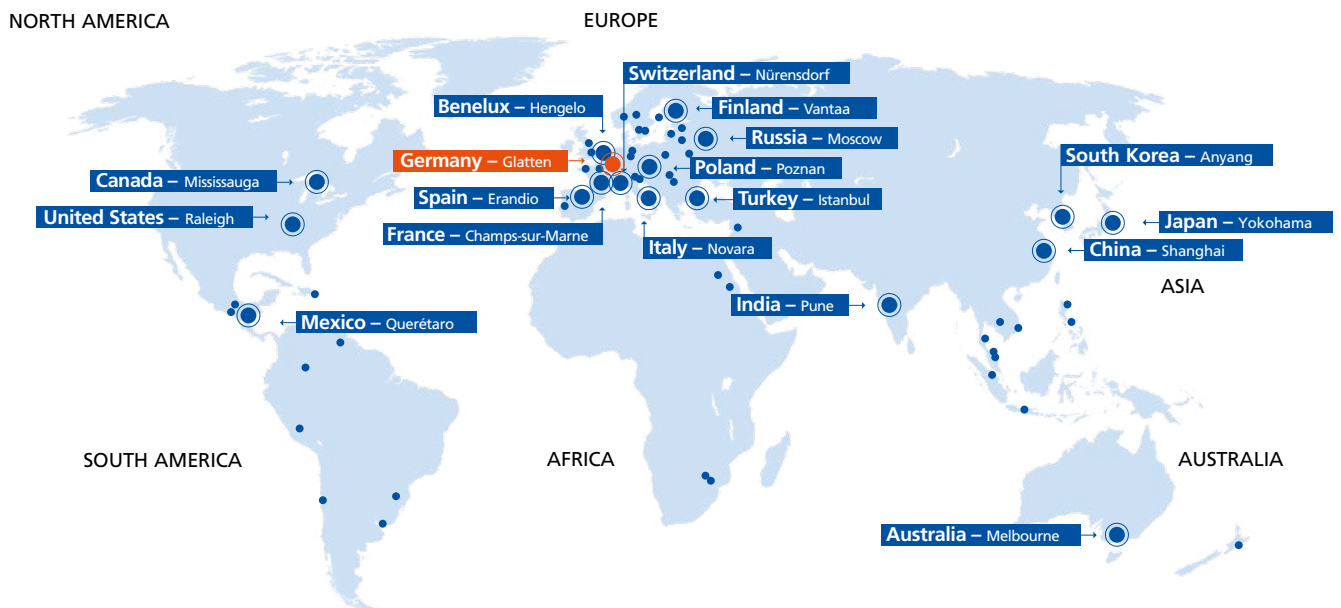 NORTH AMERICA
EUROPE
Switzerland – Nürensdorf
Benelux – Hengelo
Finland – Vantaa
Russia – Moscow
Germany – Glatten
South Korea – Anyang
Poland – Poznan
Canada – Mississauga
Spain – Erandio
Turkey – Istanbul
United States – Raleigh
Japan – Yokohama
France – Champs-sur-Marne
Italy – Novara
China – Shanghai
ASIA
India – Pune
Mexico – Querétaro
SOUTH AMERICA
AFRICA
AUSTRALIA
Australia – Melbourne